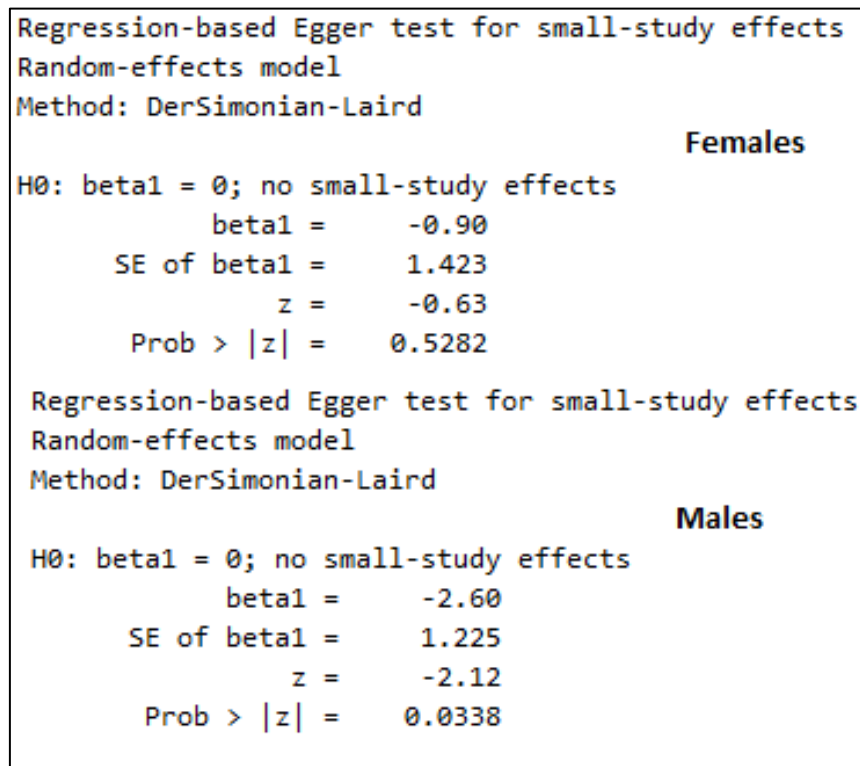 Regression-based Egger test for small-study effects
Random-effects model
Method: DerSimonian-Laird
Females
H0: beta1 = 0; no small-study effects
beta1 = -0.90
SE of beta1 = 1.423
z = -0.63
Prob > |z| = 0.5282
Regression-based Egger test for small-study effects
Random-effects model
Method: DerSimonian-Laird
Males
H0: beta1 = 0; no small-study effects
beta1 = -2.60
SE of beta1 = 1.225
z = -2.12
Prob > |z| = 0.0338